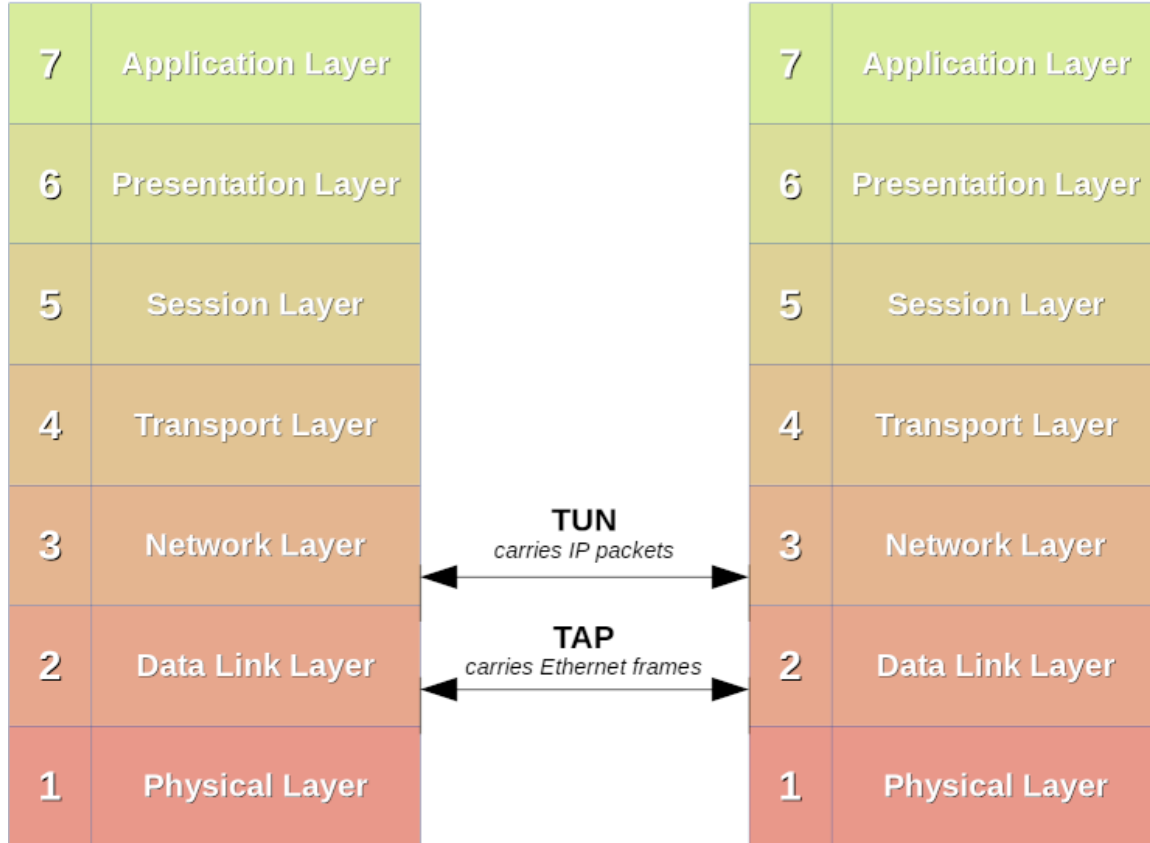 7 Application Layer 7 Application Layer
6 Presentation Layer 6 Presentation Layer
5 Session Layer 5 Session Layer
4 Transport Layer 4 Transport Layer
TUN
carries IP packets
3 Network Layer 3 Network Layer
TAP
carries Ethernet frames
2 Data Link Layer 2 Data Link Layer
1 Physical Layer 1 Physical Layer